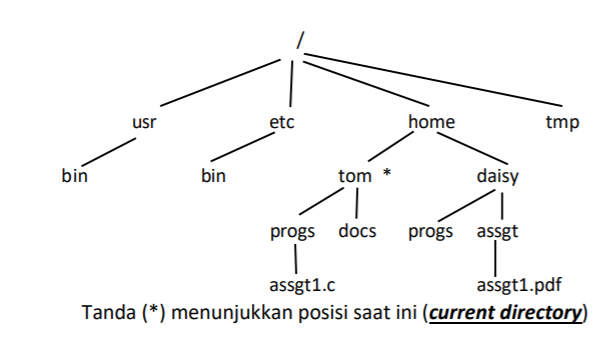 /
usr etc home tmp
bin bin tom * daisy
progs docs progs assgt
assgt1.c assgt1.pdf
Tanda (*) menunjukkan posisi saat ini (current directory)